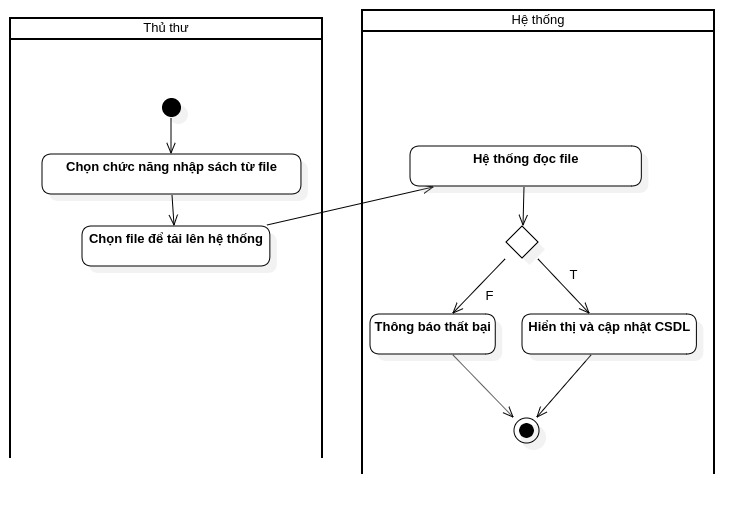 Thủ thư
Hệ thống
Chọn chức năng nhập sách từ file
Hệ thống đọc file
Chọn file để tải lên hệ thống
T
F
Thông báo thất bại
Hiển thị và cập nhật CSDL